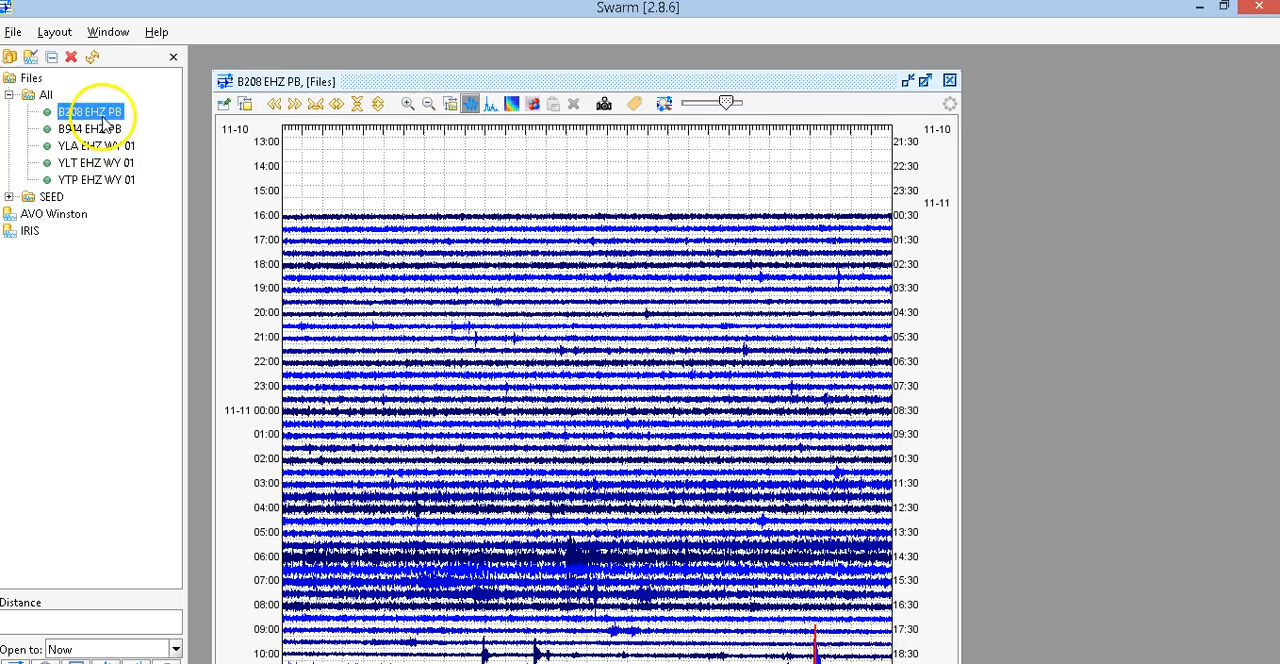 Swarm [2.8.6]
File Layout Window Help
Files
All
B208 EHZ PB
B944 EHZ PB
YLA EHZ WY 01
YLT EHZ WY 01
YTP EHZ WY 01
SEED
AVO Winston
IRIS
Distance
Open to: Now
B208 EHZ PB, [Files]
11-10 11-10
13:00 21:30
14:00 22:30
15:00 23:30
11-11
16:00 00:30
17:00 01:30
18:00 02:30
19:00 03:30
20:00 04:30
21:00 05:30
22:00 06:30
23:00 07:30
11-11 00:00 08:30
01:00 09:30
02:00 10:30
03:00 11:30
04:00 12:30
05:00 13:30
06:00 14:30
07:00 15:30
08:00 16:30
09:00 17:30
10:00 18:30